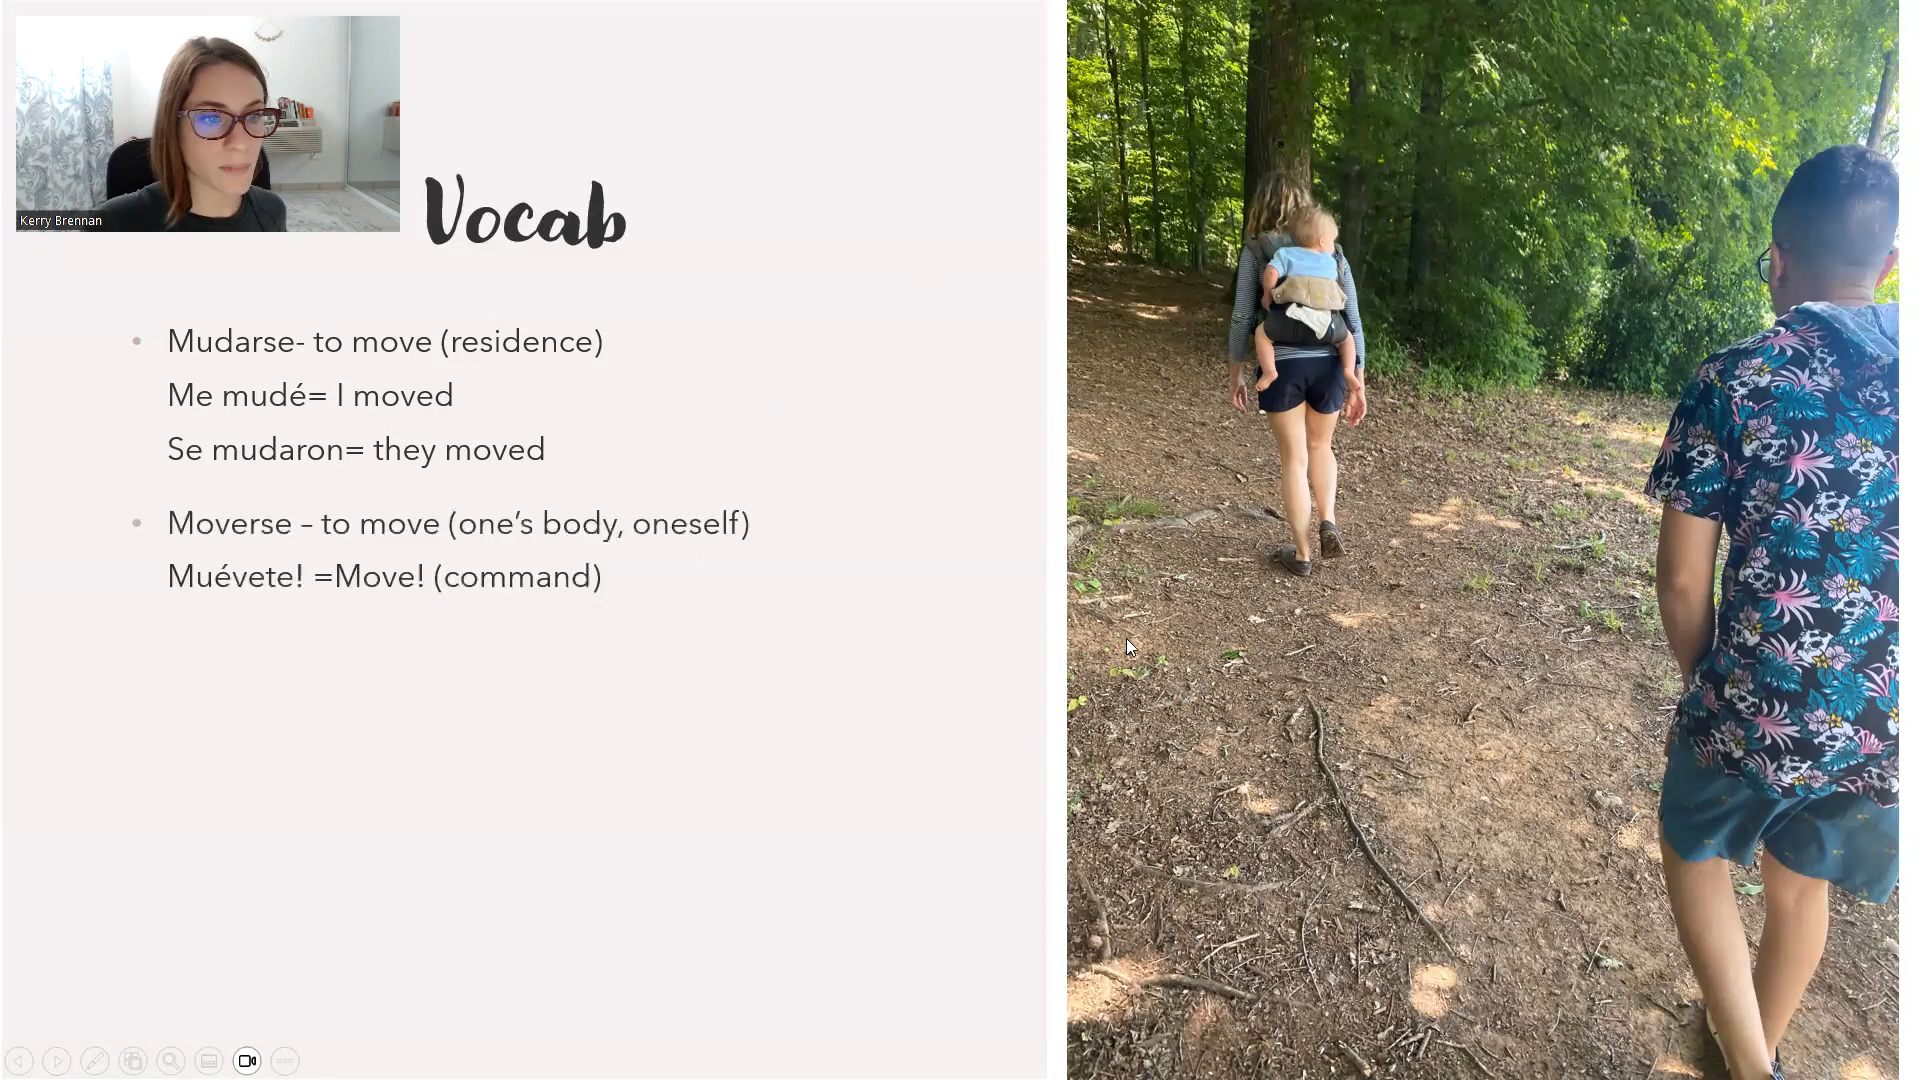 Kerry Brennan
Vocab
Mudarse- to move (residence)
Me mudé= I moved
Se mudaron= they moved
Moverse – to move (one’s body, oneself)
Muévete! =Move! (command)